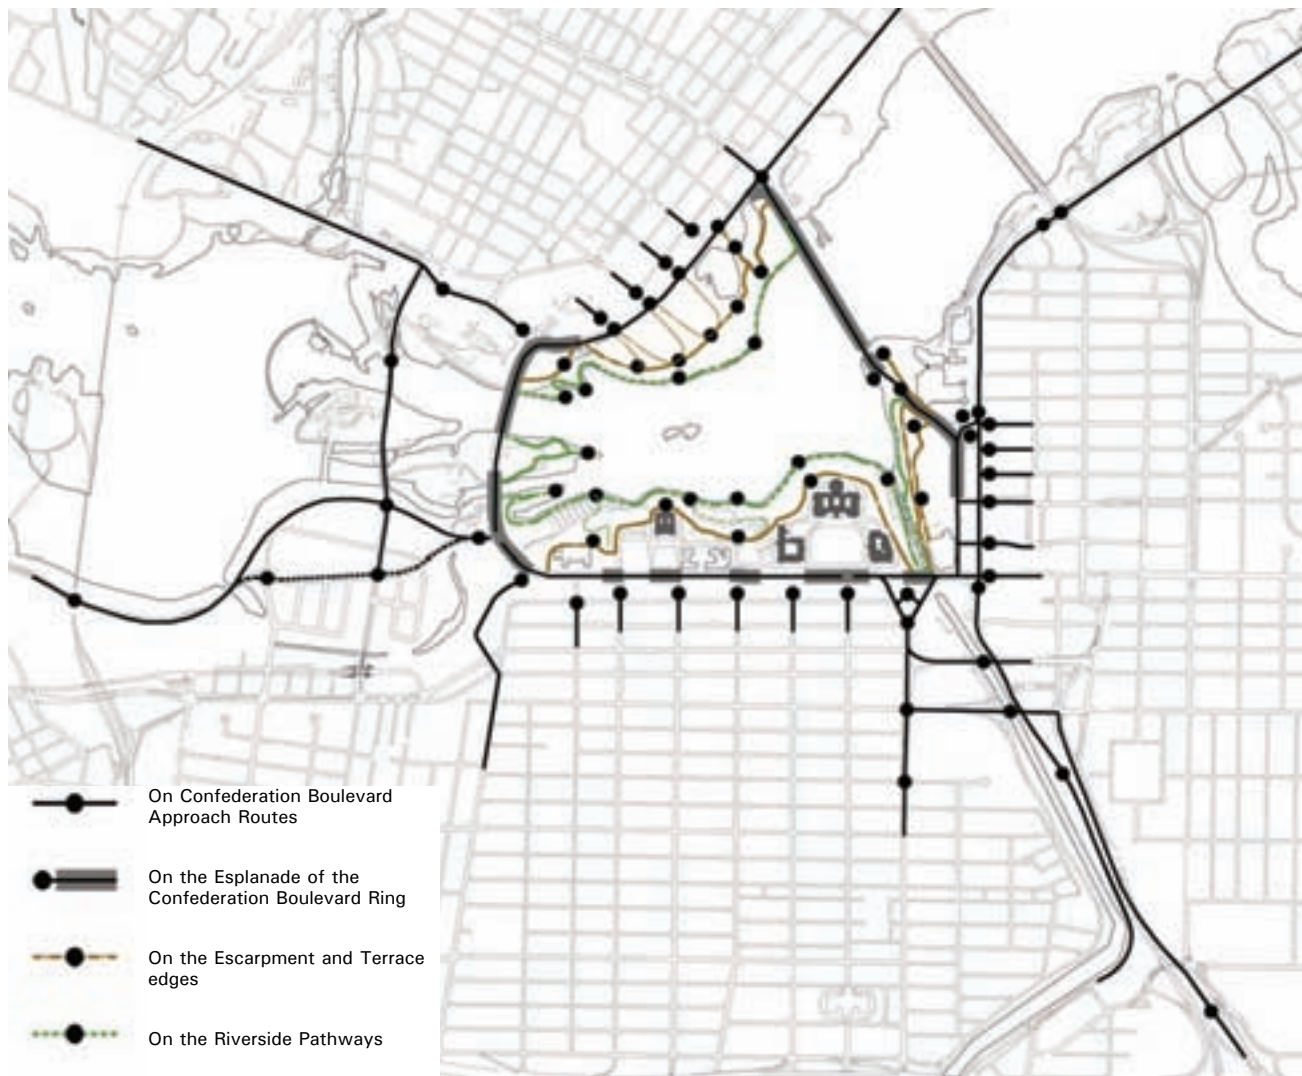 On Confederation Boulevard
Approach Routes
On the Esplanade of the
Confederation Boulevard Ring
On the Escarpment and Terrace
edges
On the Riverside Pathways